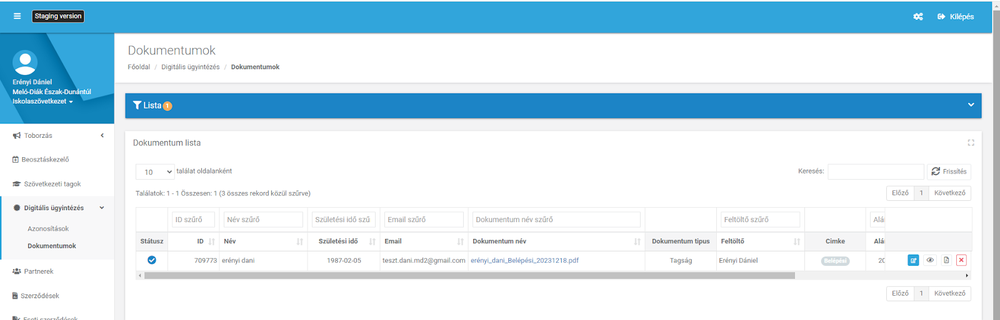 Staging version
Kilépés
Erényi Dániel
Meló-Diák Észak-Dunántúl
Iskolaszövetkezet
Toborzás
Beosztáskezelő
Szövetkezeti tagok
Digitális ügyintézés
Azonosítások
Dokumentumok
Partnerek
Szerződések
Eseti szerződések
Dokumentumok
Főoldal / Digitális ügyintézés / Dokumentumok
Lista 1
Dokumentum lista
10 találat oldalanként
Keresés: Frissítés
Találatok: 1 - 1 Összesen: 1 (3 összes rekord közül szűrve)
Előző 1 Következő
ID szűrő Név szűrő Születési idő szű Email szűrő Dokumentum név szűrő Feltöltő szűrő Alá
Státusz ID Név Születési idő Email Dokumentum név Dokumentum tipus Feltöltő Cimke Alá
709773 erényi dani 1987-02-05 teszt.dani.md2@gmail.com erényi_dani_Belépési_20231218.pdf Tagság Erényi Dániel Belépési 20
Előző 1 Következő